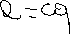 R = cq